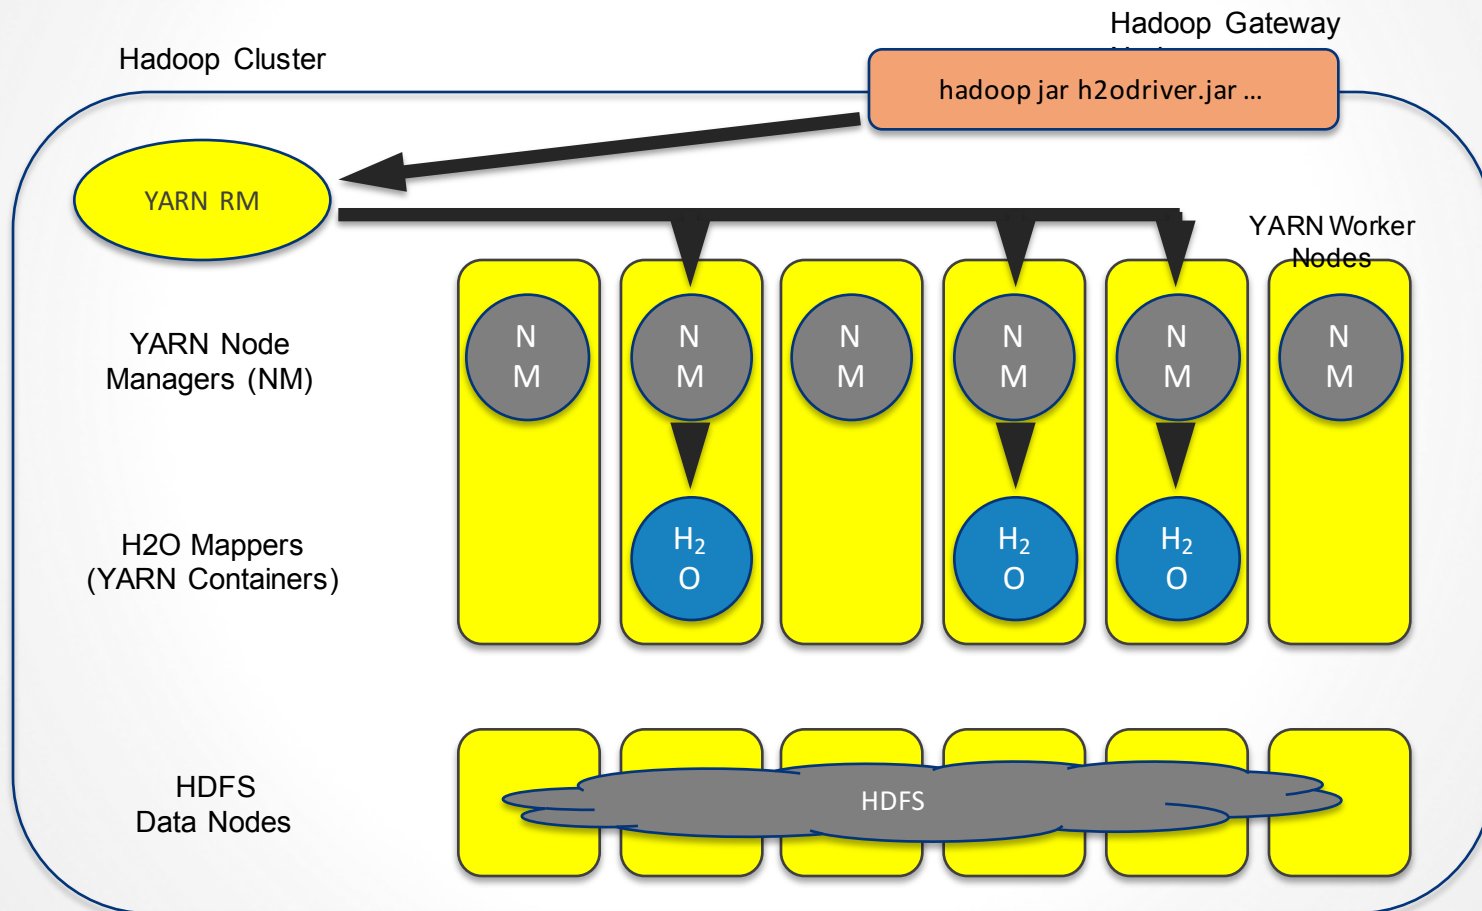 Hadoop Gateway
Hadoop Cluster
hadoop jar h2odriver.jar ...
YARN RM
YARN Worker
Nodes
N
M
N
M
N
M
N
M
N
M
N
M
YARN Node
Managers (NM)
H2
O
H2
O
H2
O
H2O Mappers
(YARN Containers)
HDFS
HDFS
Data Nodes